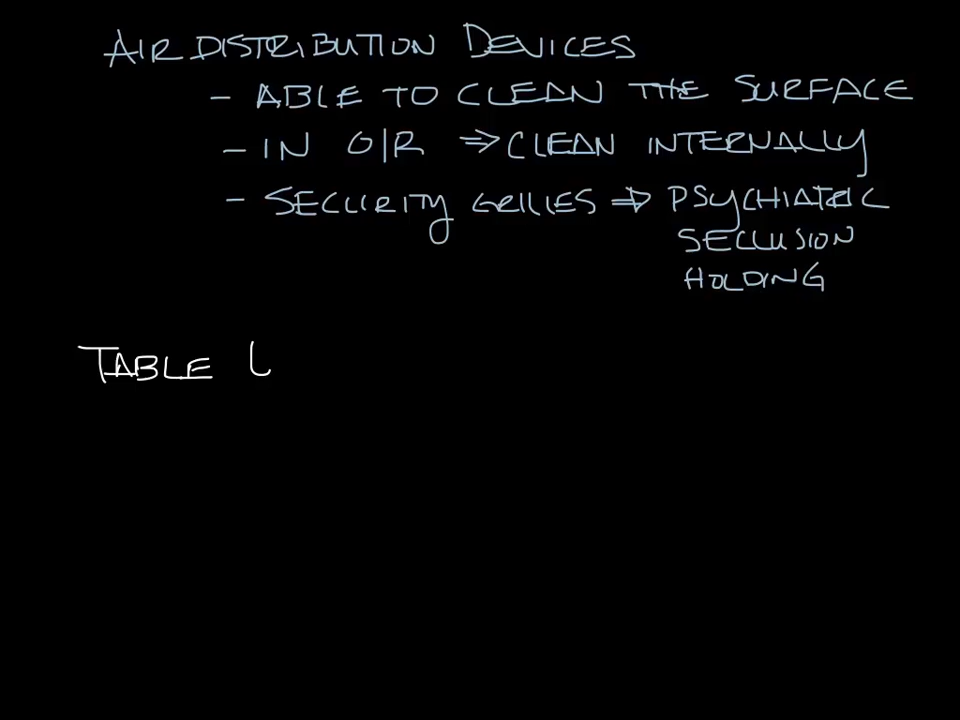 AIR DISTRIBUTION DEVICES
- ABLE TO CLEAN THE SURFACE
- IN O/R ⇒ CLEAN INTERNALLY
- SECURITY GRILLES ⇒ PSYCHIATRIC
SECLUSION
HOLDING
TABLE